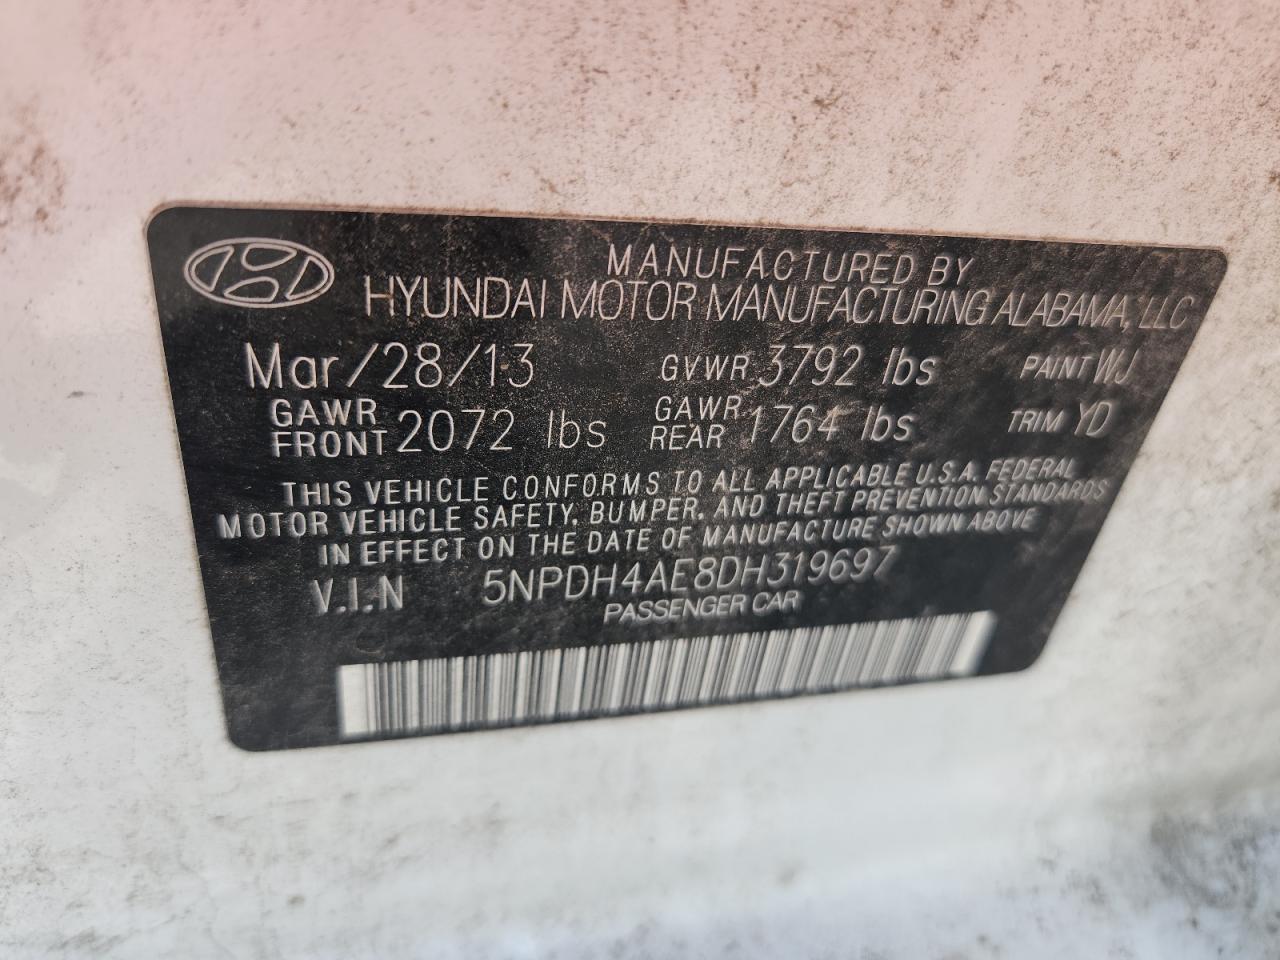 MANUFACTURED BY
HYUNDAI MOTOR MANUFACTURING ALABAMA, LLC
Mar/28/13 GVWR 3792 lbs PAINT WJ
GAWR FRONT 2072 lbs GAWR REAR 1764 lbs TRIM YD
THIS VEHICLE CONFORMS TO ALL APPLICABLE U.S.A. FEDERAL
MOTOR VEHICLE SAFETY, BUMPER, AND THEFT PREVENTION STANDARDS
IN EFFECT ON THE DATE OF MANUFACTURE SHOWN ABOVE
V.I.N 5NPDH4AE8DH319697
PASSENGER CAR